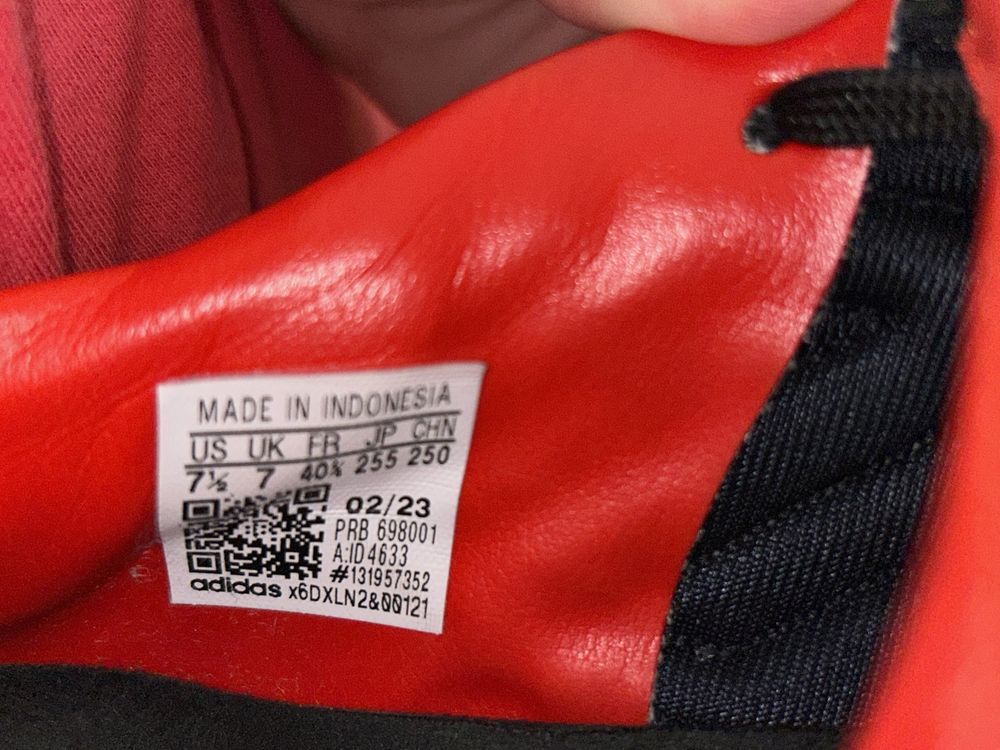 MADE IN INDONESIA
US UK FR JP CHN
7½ 7 40⅔ 255 250
02/23
PRB 698001
A:ID4633
#131957352
adidas x6DXLN2&00121